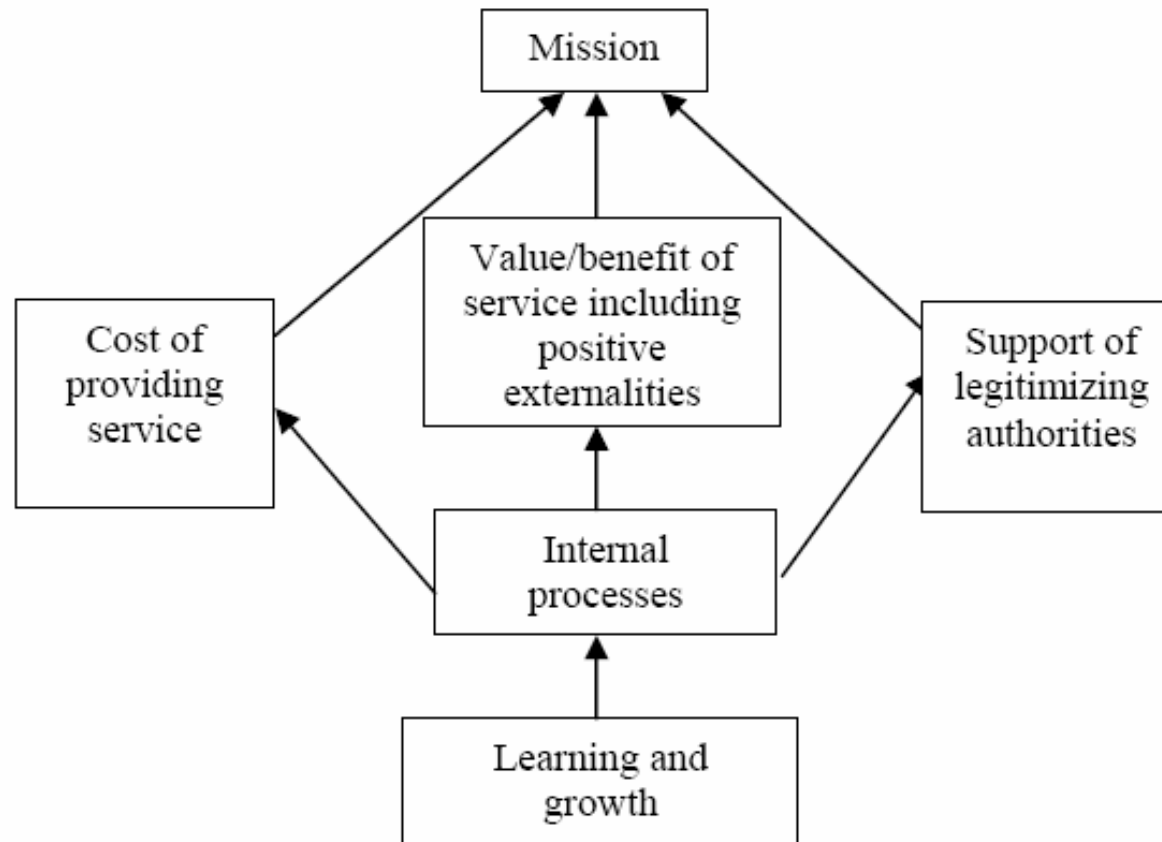 Mission
Value/benefit of
service including
positive
externalities
Cost of
providing
service
Support of
legitimizing
authorities
Internal
processes
Learning and
growth